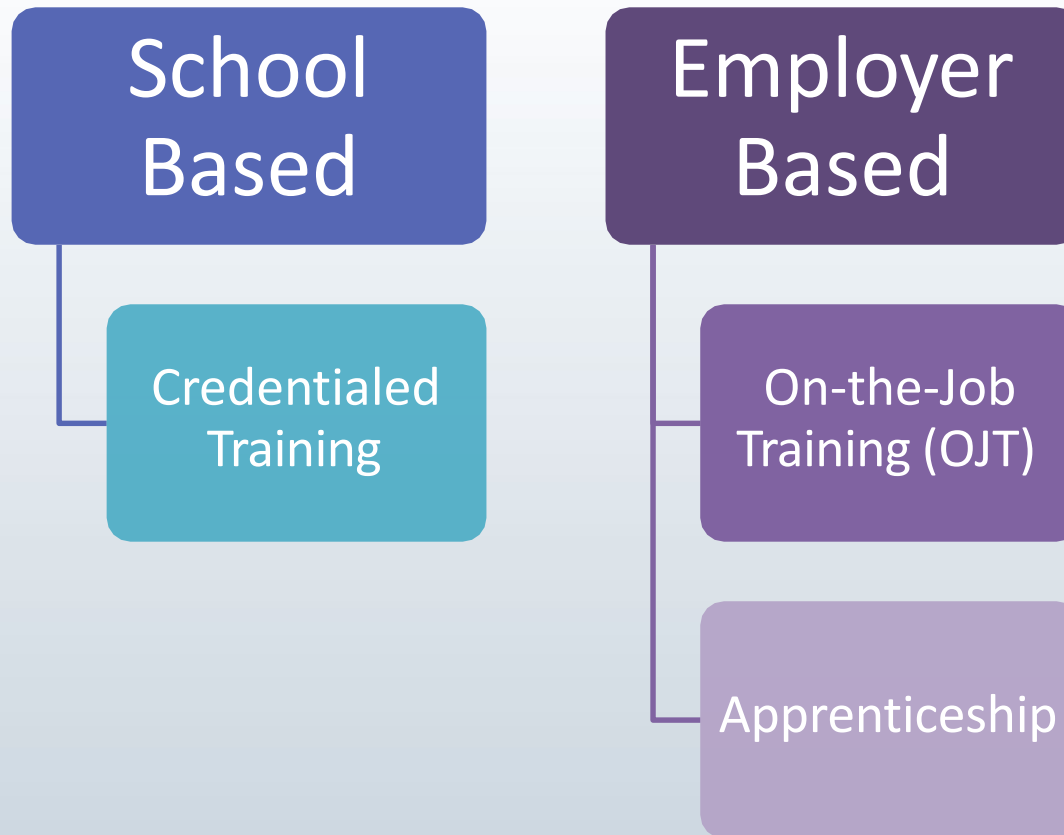 School
Based
Credentialed
Training
Employer
Based
On-the-Job
Training (OJT)
Apprenticeship